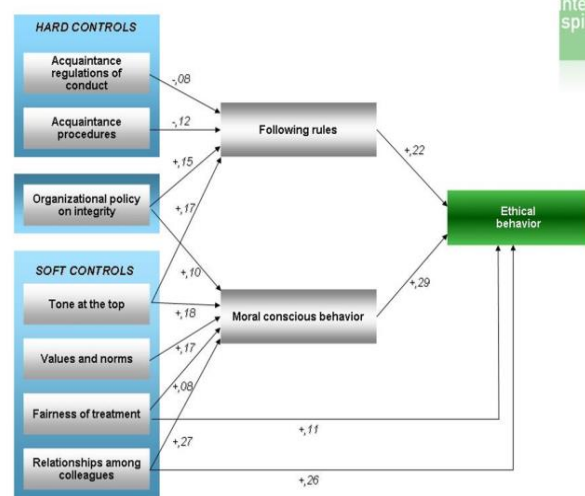 HARD CONTROLS
Acquaintance
regulations of
conduct
-,08
Acquaintance
procedures
-,12
Following rules
+,15
+,22
Organizational policy
on integrity
+,17
Ethical
behavior
+,10
SOFT CONTROLS
+,29
Tone at the top
+,18
Moral conscious behavior
Values and norms
+,17
+,08
Fairness of treatment
+,11
+,27
Relationships among
colleagues
+,26